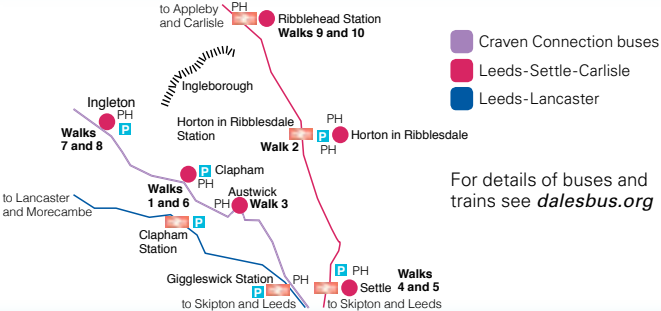 to Appleby
and Carlisle
PH
Ribblehead Station
Walks 9 and 10
Craven Connection buses
Leeds-Settle-Carlisle
Leeds-Lancaster
Ingleborough
Ingleton
PH
P
Walks
7 and 8
Horton in Ribblesdale
Station
PH
P
Horton in Ribblesdale
Walk 2
PH
P Clapham
PH
Walks
1 and 6
Austwick
PH
Walk 3
For details of buses and
trains see dalesbus.org
to Lancaster
and Morecambe
P
Clapham
Station
Giggleswick Station
PH
P
to Skipton and Leeds
P PH
Walks
4 and 5
Settle
to Skipton and Leeds